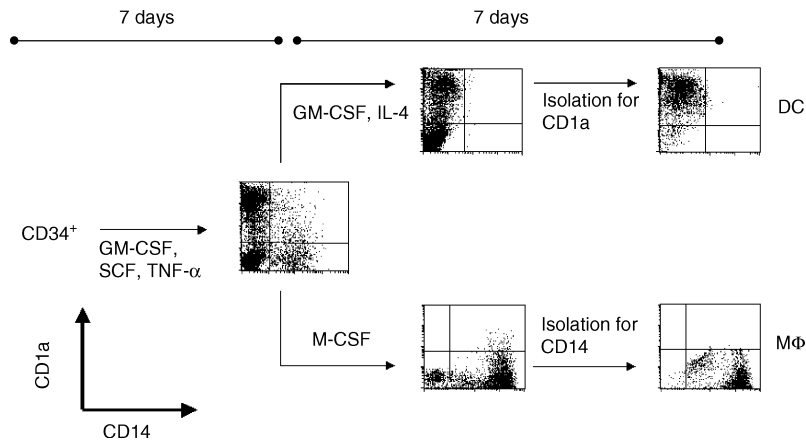 7 days
7 days
GM-CSF, IL-4
Isolation for
CD1a
DC
CD34⁺
GM-CSF,
SCF, TNF-α
M-CSF
Isolation for
CD14
MΦ
CD1a
CD14